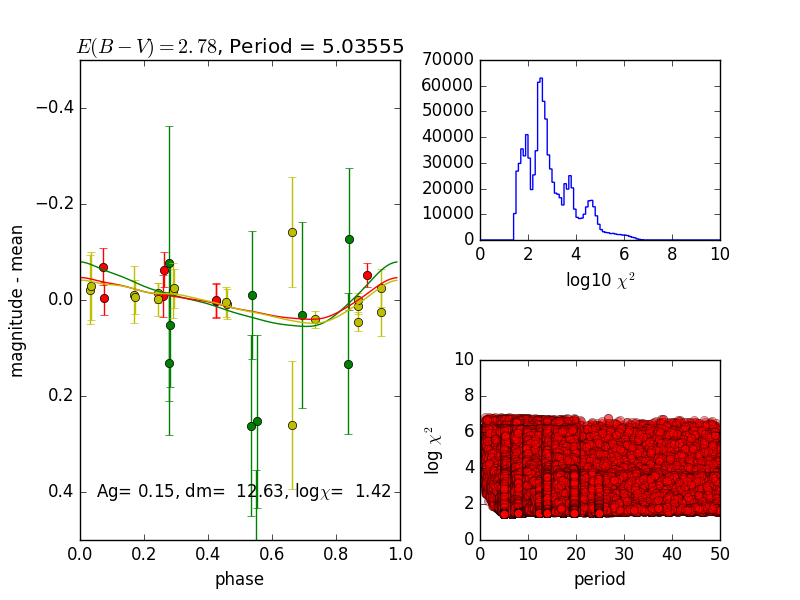 E(B−V)=2.78, Period = 5.03555
−0.4
−0.2
0.0
0.2
0.4
magnitude - mean
Ag= 0.15, dm= 12.63, logχ= 1.42
0.0 0.2 0.4 0.6 0.8 1.0
phase
70000
60000
50000
40000
30000
20000
10000
0
0 2 4 6 8 10
log10 χ²
10
8
6
4
2
0
log χ²
0 10 20 30 40 50
period